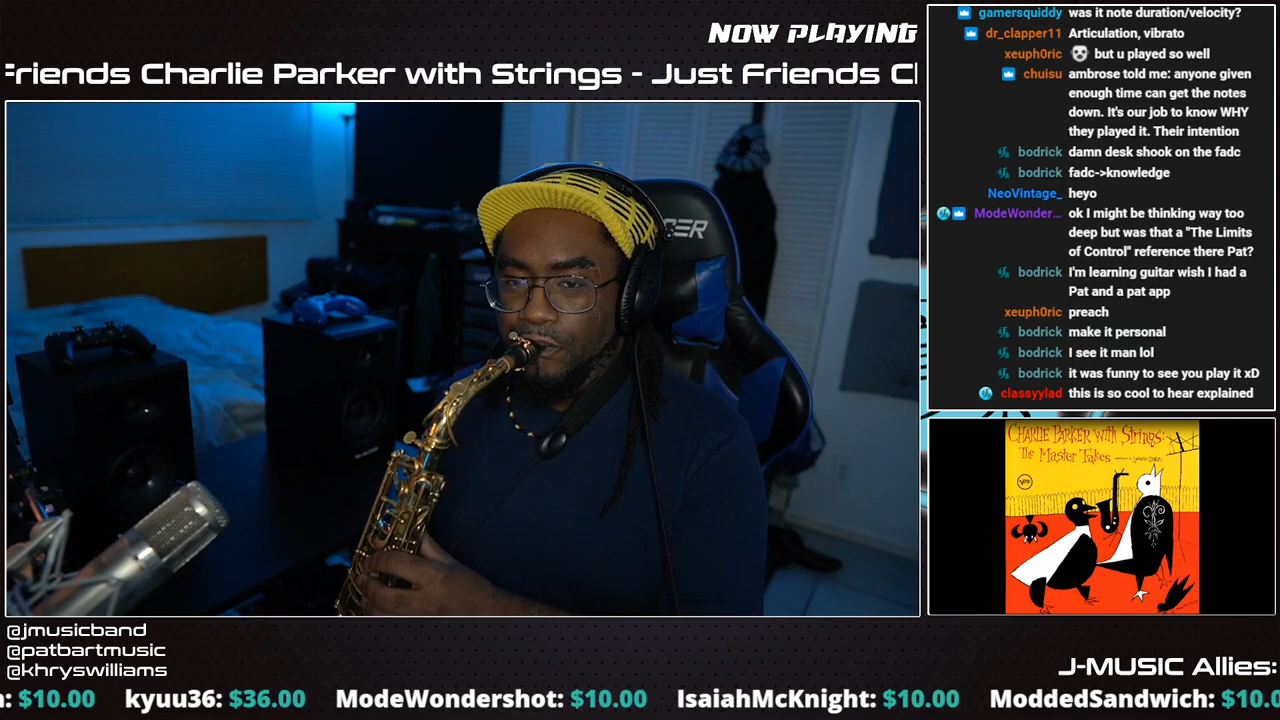 NOW PLAYING
Friends Charlie Parker with Strings - Just Friends Cl
gamersquiddy was it note duration/velocity?
dr_clapper11 Articulation, vibrato
xeuph0ric but u played so well
chuisu ambrose told me: anyone given
enough time can get the notes
down. It's our job to know WHY
they played it. Their intention
bodrick damn desk shook on the fadc
bodrick fadc->knowledge
NeoVintage_ heyo
ModeWonder... ok I might be thinking way too
deep but was that a "The Limits
of Control" reference there Pat?
bodrick I'm learning guitar wish I had a
Pat and a pat app
xeuph0ric preach
bodrick make it personal
bodrick I see it man lol
bodrick it was funny to see you play it xD
classyylad this is so cool to hear explained
CHARLIE PARKER WITH STRINGS:
The Master Takes
@jmusicband
@patbartmusic
@khryswilliams
J-MUSIC Allies:
: $10.00 kyuu36: $36.00 ModeWondershot: $10.00 IsaiahMcKnight: $10.00 ModdedSandwich: $10.0